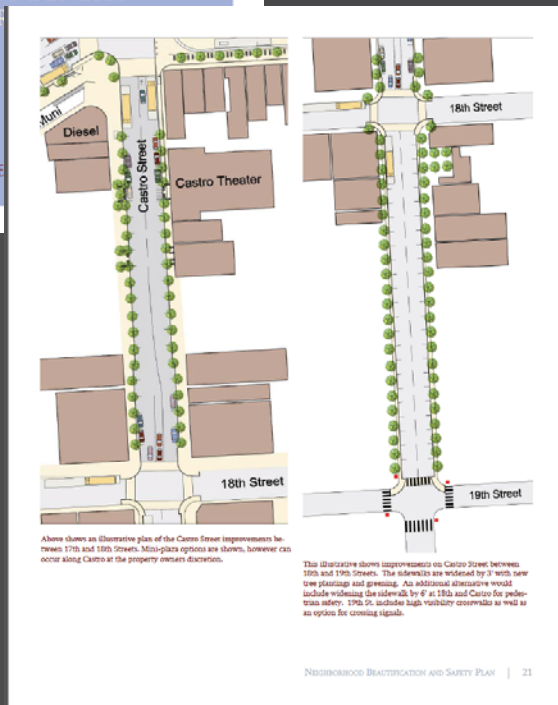 Muni
Diesel
Castro Street
Castro Theater
18th Street
Above shows an illustrative plan of the Castro Street improvements be-
tween 17th and 18th Streets. Mini-plaza options are shown, however can
occur along Castro at the property owners discretion.
18th Street
19th Street
This illustrative shows improvements on Castro Street between
18th and 19th Streets. The sidewalks are widened by 3' with new
tree plantings and greening. An additional alternative would
include widening the sidewalk by 6' at 18th and Castro for pedes-
trian safety. 19th St. includes high visibility crosswalks as well as
an option for crossing signals.
Neighborhood Beautification and Safety Plan | 21